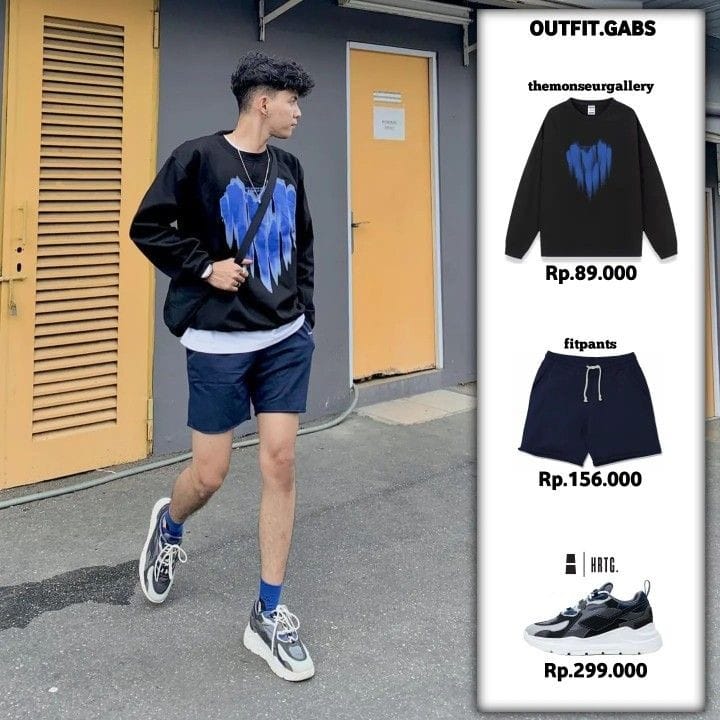 OUTFIT.GABS
themonseurgallery
Rp.89.000
fitpants
Rp.156.000
HRTG.
Rp.299.000